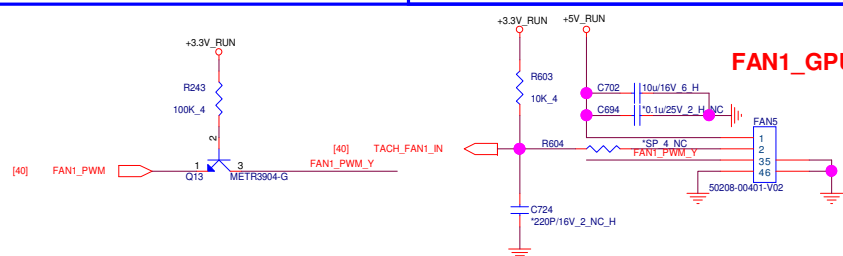 +3.3V_RUN
+5V_RUN
+3.3V_RUN
FAN1_GPU
R243
100K_4
R603
10K_4
C702
10u/16V_6_H
C694
*0.1u/25V_2_H_NC
FAN5
2
[40]
FAN1_PWM
1
3
Q13
METR3904-G
[40]
TACH_FAN1_IN
FAN1_PWM_Y
R604
*SP_4_NC
FAN1_PWM_Y
1
2
35
46
50208-00401-V02
C724
*220P/16V_2_NC_H